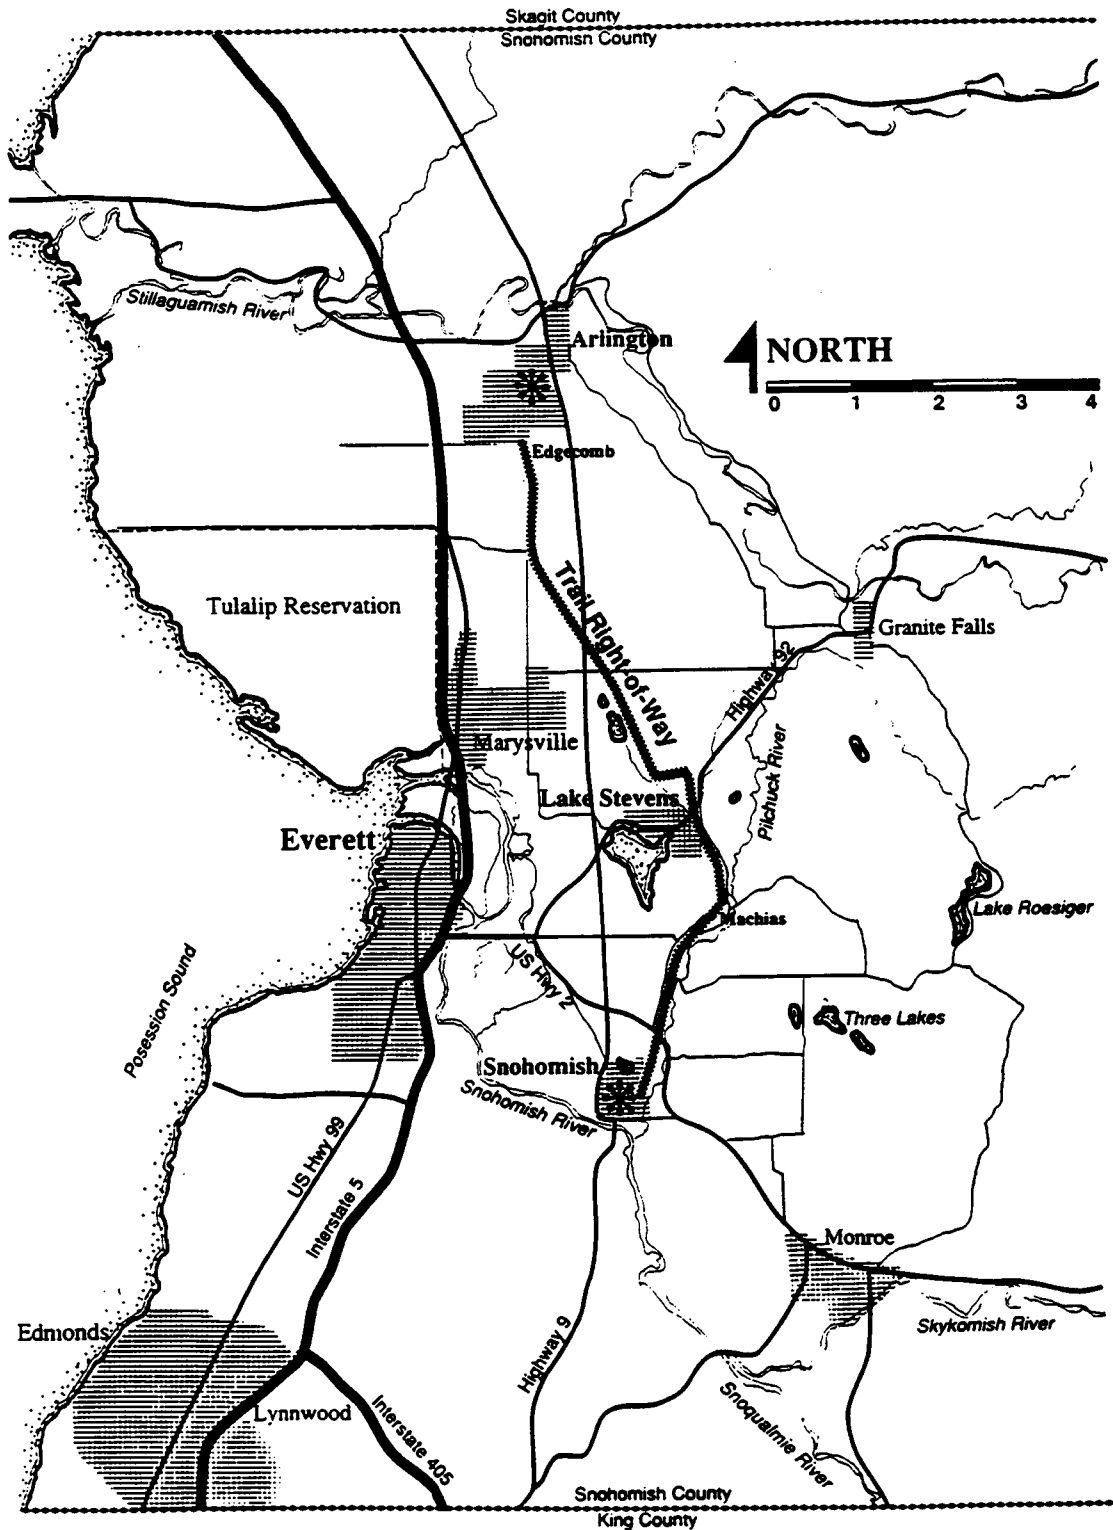 Skagit County
Snohomish County
Stillaguamish River
Arlington
NORTH
0 1 2 3 4
Edgecomb
Trail Right-of-Way
Tulalip Reservation
Granite Falls
Highway 92
Marysville
Pilchuck River
Lake Stevens
Everett
Lake Roesiger
Machias
US Hwy 2
Posession Sound
Three Lakes
Snohomish
Snohomish River
US Hwy 99
Interstate 5
Monroe
Skykomish River
Edmonds
Highway 9
Lynnwood
Interstate 405
Snoqualmie River
Snohomish County
King County